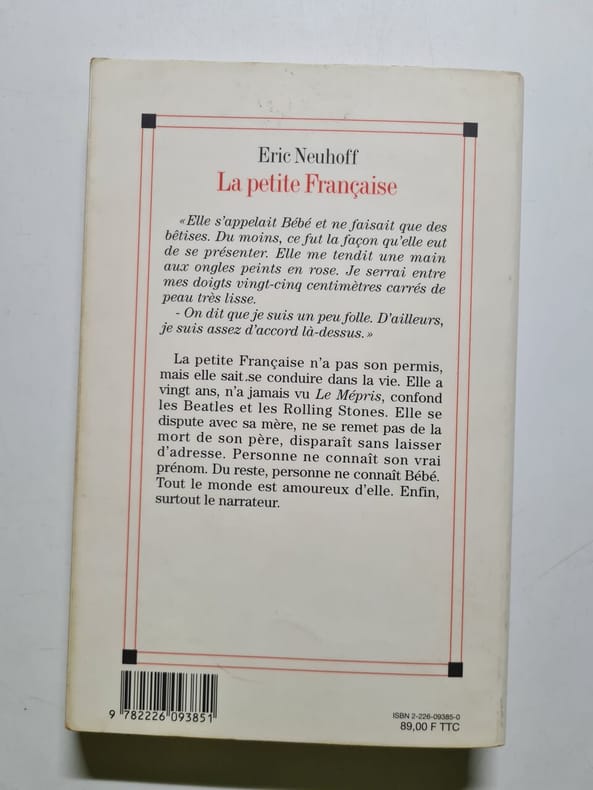 Eric Neuhoff
La petite Française
«Elle s'appelait Bébé et ne faisait que des
bêtises. Du moins, ce fut la façon qu'elle eut
de se présenter. Elle me tendit une main
aux ongles peints en rose. Je serrai entre
mes doigts vingt-cinq centimètres carrés de
peau très lisse.
- On dit que je suis un peu folle. D'ailleurs,
je suis assez d'accord là-dessus.»
La petite Française n'a pas son permis,
mais elle sait se conduire dans la vie. Elle a
vingt ans, n'a jamais vu Le Mépris, confond
les Beatles et les Rolling Stones. Elle se
dispute avec sa mère, ne se remet pas de la
mort de son père, disparaît sans laisser
d'adresse. Personne ne connaît son vrai
prénom. Du reste, personne ne connaît Bébé.
Tout le monde est amoureux d'elle. Enfin,
surtout le narrateur.
9 782226 093851
ISBN 2-226-09385-0
89,00 F TTC